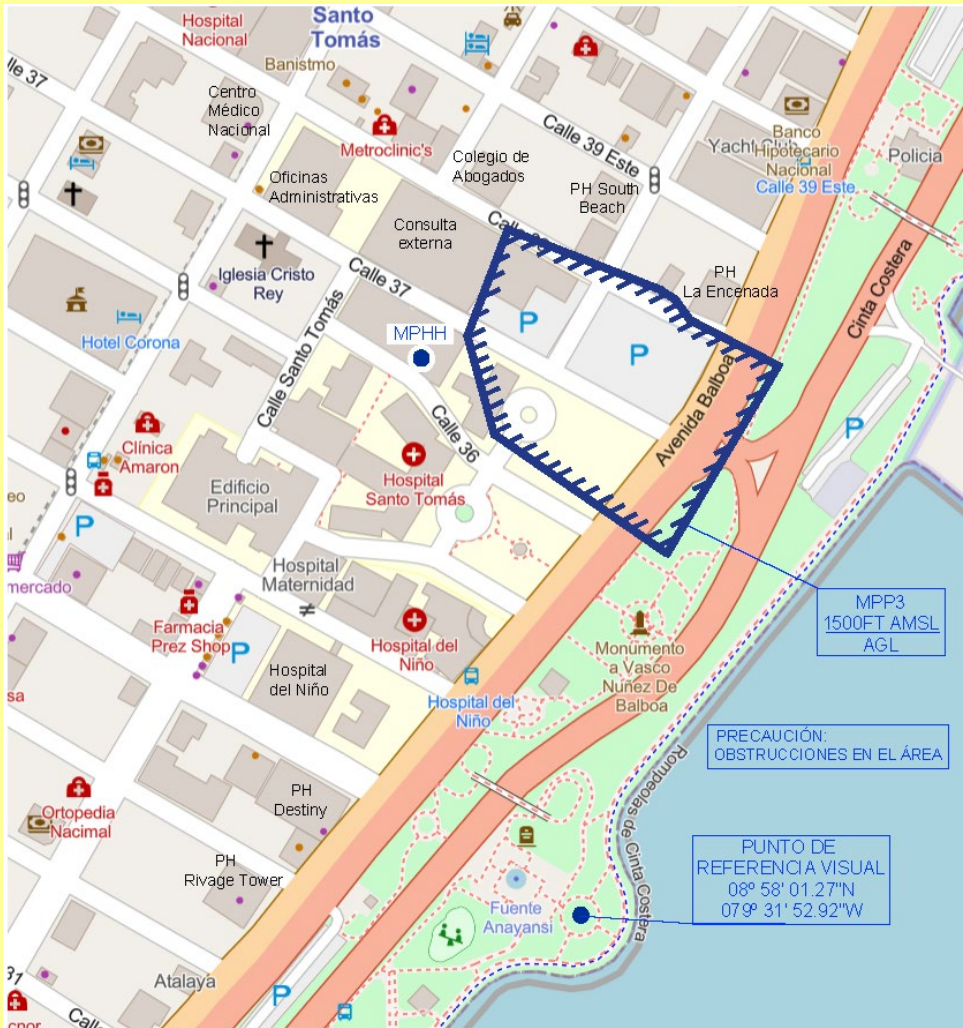 Hospital
Nacional
Santo
Tomás
Banistmo
Calle 37
Centro
Médico
Nacional
Metroclinic's
Calle 39 Este
Colegio de
Abogados
Oficinas
Administrativas
PH South
Beach
Banco
Hipotecario
Nacional
Calle 39 Este
Policia
Consulta
externa
Iglesia Cristo
Rey
Calle 37
PH
La Encenada
Cinta Costera
P
P
MPHH
Hotel Corona
Calle Santo Tomás
Avenida Balboa
P
Calle 36
Clínica
Amaron
Hospital
Santo Tomás
Edificio
Principal
P
Hospital
Maternidad
mercado
Farmacia
Prez Shop
P
Hospital
del Niño
Hospital del
Niño
Hospital del
Niño
Monumento
a Vasco
Nuñez De
Balboa
MPP3
1500FT AMSL
AGL
PRECAUCIÓN:
OBSTRUCCIONES EN EL ÁREA
Rompeolas de Cinta Costera
Ortopedia
Nacimal
PH
Destiny
PH
Rivage Tower
PUNTO DE
REFERENCIA VISUAL
08º 58' 01.27"N
079º 31' 52.92"W
Fuente
Anayansi
Atalaya
P